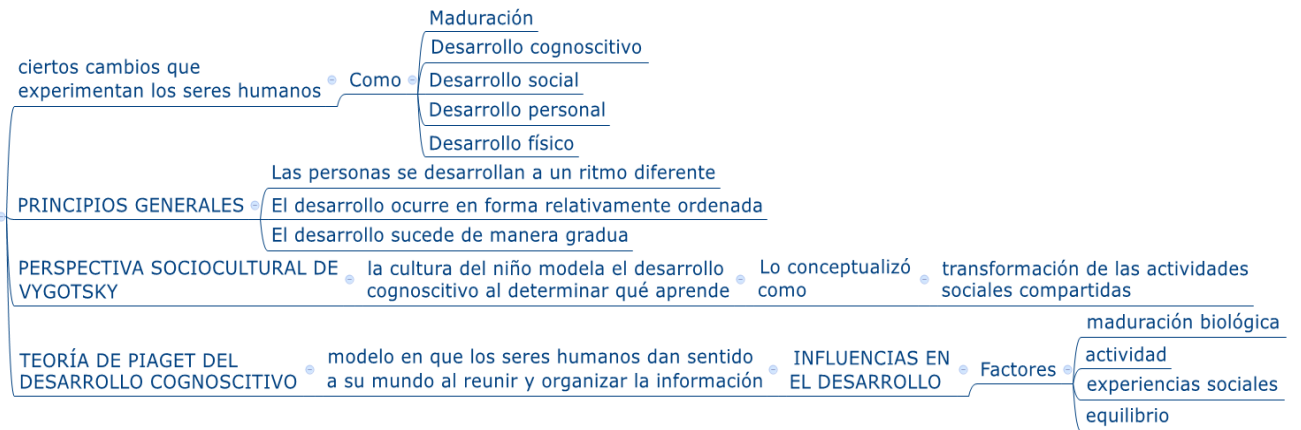 ciertos cambios que
experimentan los seres humanos
Como
Maduración
Desarrollo cognoscitivo
Desarrollo social
Desarrollo personal
Desarrollo físico
PRINCIPIOS GENERALES
Las personas se desarrollan a un ritmo diferente
El desarrollo ocurre en forma relativamente ordenada
El desarrollo sucede de manera gradua
PERSPECTIVA SOCIOCULTURAL DE
VYGOTSKY
la cultura del niño modela el desarrollo
cognoscitivo al determinar qué aprende
Lo conceptualizó
como
transformación de las actividades
sociales compartidas
TEORÍA DE PIAGET DEL
DESARROLLO COGNOSCITIVO
modelo en que los seres humanos dan sentido
a su mundo al reunir y organizar la información
INFLUENCIAS EN
EL DESARROLLO
Factores
maduración biológica
actividad
experiencias sociales
equilibrio